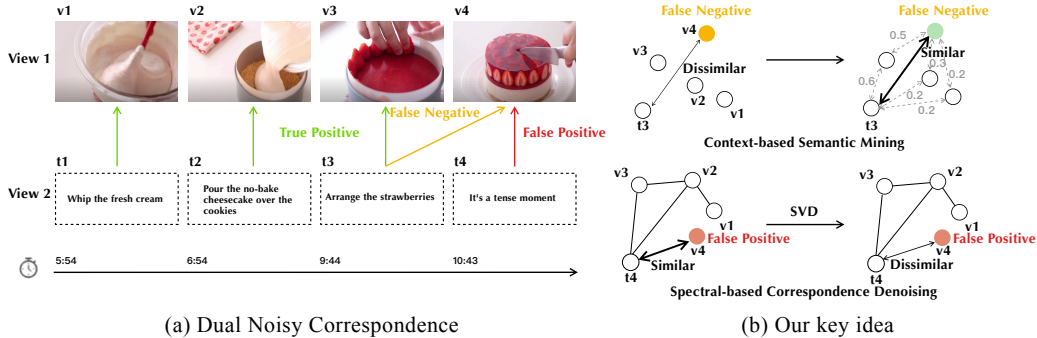 v1
v2
v3
v4
View 1
True Positive
False Negative
False Positive
t1
t2
t3
t4
View 2
Whip the fresh cream
Pour the no-bake
cheesecake over the
cookies
Arrange the strawberries
It's a tense moment
5:54
6:54
9:44
10:43
(a) Dual Noisy Correspondence
False Negative
v4
v3
Dissimilar
v2
v1
t3
False Negative
0.5
Similar
0.3
0.6
0.2
0.2
0.2
t3
Context-based Semantic Mining
v3
v2
v1
False Positive
v4
Similar
t4
SVD
v3
v2
v1
False Positive
v4
Dissimilar
t4
Spectral-based Correspondence Denoising
(b) Our key idea